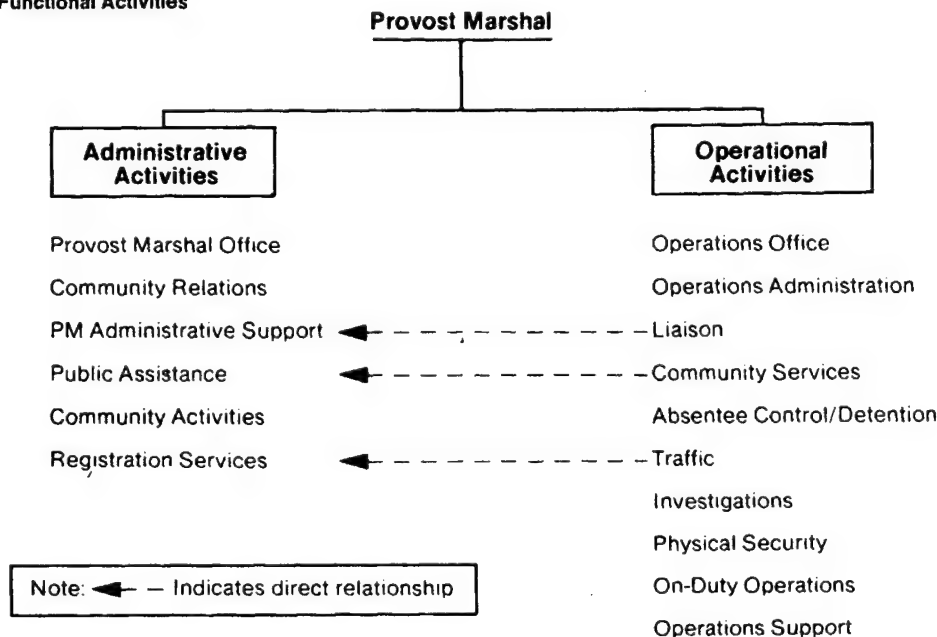 Functional Activities
Provost Marshal
Administrative
Activities
Operational
Activities
Provost Marshal Office
Community Relations
PM Administrative Support
Public Assistance
Community Activities
Registration Services
Operations Office
Operations Administration
Liaison
Community Services
Absentee Control/Detention
Traffic
Investigations
Physical Security
On-Duty Operations
Operations Support
Note: Indicates direct relationship